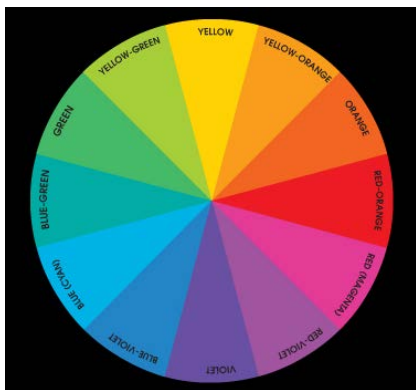 YELLOW
YELLOW-ORANGE
ORANGE
RED-ORANGE
RED (MAGENTA)
RED-VIOLET
VIOLET
BLUE-VIOLET
BLUE (CYAN)
BLUE-GREEN
GREEN
YELLOW-GREEN